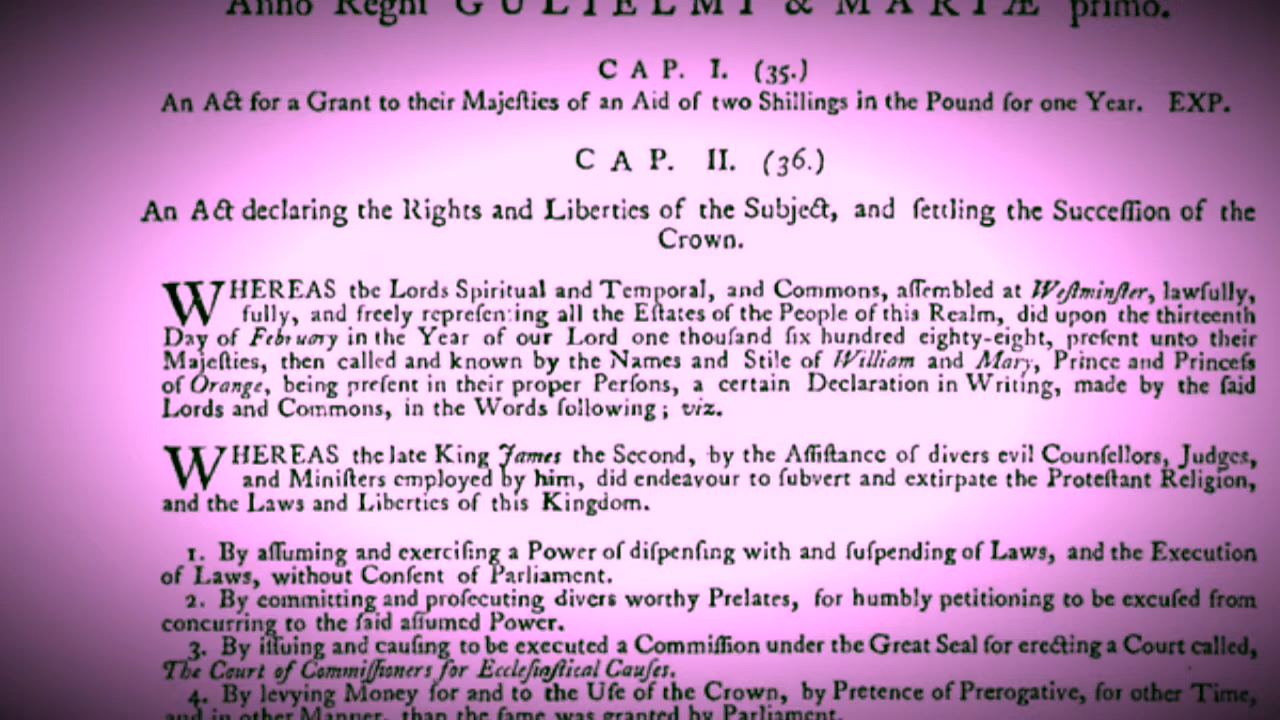 Anno Regni GULIELMI & MARIÆ primo.
CAP. I. (35.)
An Act for a Grant to their Majeſties of an Aid of two Shillings in the Pound for one Year. EXP.
CAP. II. (36.)
An Act declaring the Rights and Liberties of the Subject, and ſettling the Succeſſion of the
Crown.
WHEREAS the Lords Spiritual and Temporal, and Commons, aſſembled at Weſtminſter, lawfully,
fully, and freely repreſenting all the Eſtates of the People of this Realm, did upon the thirteenth
Day of February in the Year of our Lord one thouſand ſix hundred eighty-eight, preſent unto their
Majeſties, then called and known by the Names and Stile of William and Mary, Prince and Princeſs
of Orange, being preſent in their proper Perſons, a certain Declaration in Writing, made by the ſaid
Lords and Commons, in the Words following; viz.
WHEREAS the late King James the Second, by the Aſſiſtance of divers evil Counſellors, Judges,
and Miniſters employed by him, did endeavour to ſubvert and extirpate the Proteſtant Religion,
and the Laws and Liberties of this Kingdom.
1. By aſſuming and exerciſing a Power of diſpenſing with and ſuſpending of Laws, and the Execution
of Laws, without Conſent of Parliament.
2. By committing and proſecuting divers worthy Prelates, for humbly petitioning to be excuſed from
concurring to the ſaid aſſumed Power.
3. By iſſuing and cauſing to be executed a Commiſſion under the Great Seal for erecting a Court called,
The Court of Commiſſioners for Eccleſiaſtical Cauſes.
4. By levying Money for and to the Uſe of the Crown, by Pretence of Prerogative, for other Time,
and in other Manner, than the ſame was granted by Parliament.